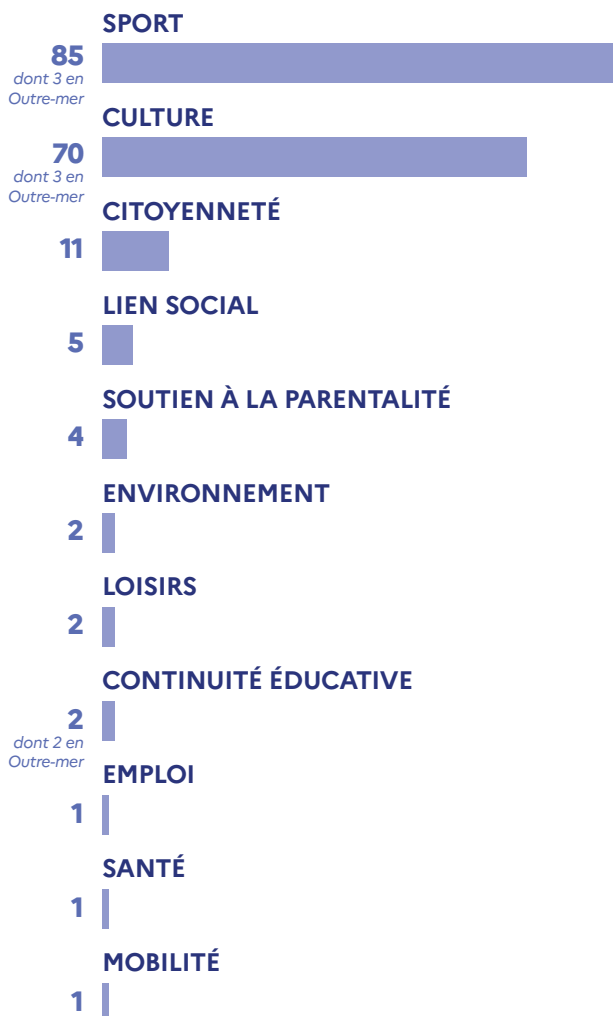 SPORT
85
dont 3 en
Outre-mer
CULTURE
70
dont 3 en
Outre-mer
CITOYENNETÉ
11
LIEN SOCIAL
5
SOUTIEN À LA PARENTALITÉ
4
ENVIRONNEMENT
2
LOISIRS
2
CONTINUITÉ ÉDUCATIVE
2
dont 2 en
Outre-mer
EMPLOI
1
SANTÉ
1
MOBILITÉ
1